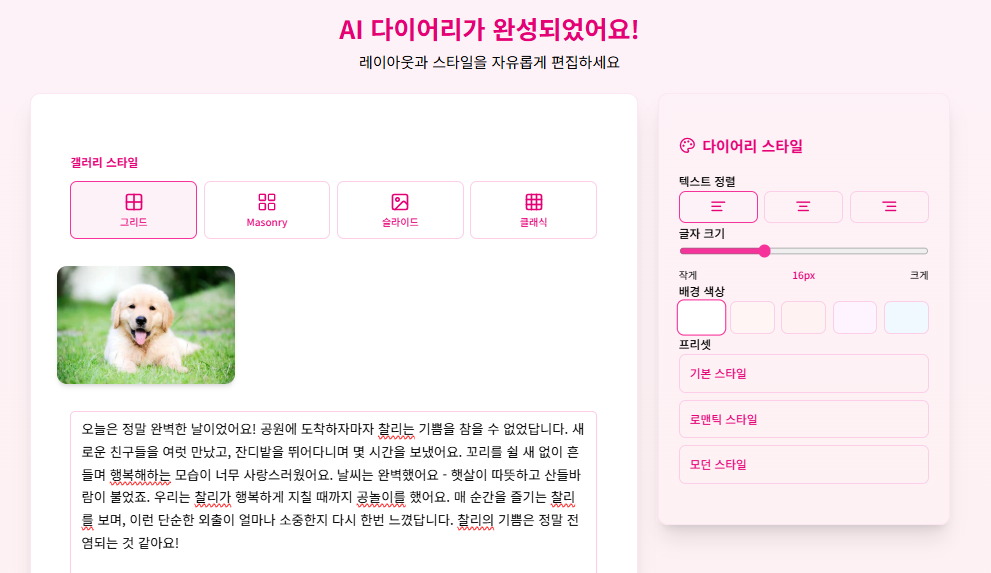 AI 다이어리가 완성되었어요!
레이아웃과 스타일을 자유롭게 편집하세요
갤러리 스타일
그리드
Masonry
슬라이드
클래식
오늘은 정말 완벽한 날이었어요! 공원에 도착하자마자 찰리는 기쁨을 참을 수 없었답니다. 새
로운 친구들을 여럿 만났고, 잔디밭을 뛰어다니며 몇 시간을 보냈어요. 꼬리를 쉴 새 없이 흔
들며 행복해하는 모습이 너무 사랑스러웠어요. 날씨는 완벽했어요 - 햇살이 따뜻하고 산들바
람이 불었죠. 우리는 찰리가 행복하게 지칠 때까지 공놀이를 했어요. 매 순간을 즐기는 찰리
를 보며, 이런 단순한 외출이 얼마나 소중한지 다시 한번 느꼈답니다. 찰리의 기쁨은 정말 전
염되는 것 같아요!
다이어리 스타일
텍스트 정렬
글자 크기
작게 16px 크게
배경 색상
프리셋
기본 스타일
로맨틱 스타일
모던 스타일